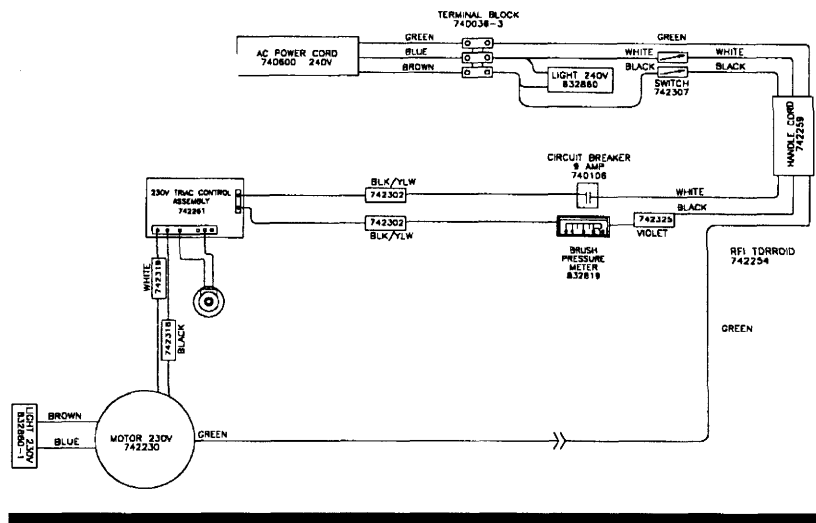 TERMINAL BLOCK
740038-3
GREEN
GREEN
AC POWER CORD
740600 240V
BLUE
WHITE
WHITE
BROWN
LIGHT 240V
832860
BLACK
BLACK
SWITCH
742307
HANDLE CORD
742259
230V TRIAC CONTROL
ASSEMBLY
742261
BLK/YLW
742302
CIRCUIT BREAKER
9 AMP
740106
WHITE
742302
BLK/YLW
BLACK
742325
VIOLET
BRUSH
PRESSURE
METER
832819
RFI TORROID
742254
WHITE
742318
742318
BLACK
GREEN
LIGHT 230V
832860-1
BROWN
BLUE
MOTOR 230V
742230
GREEN